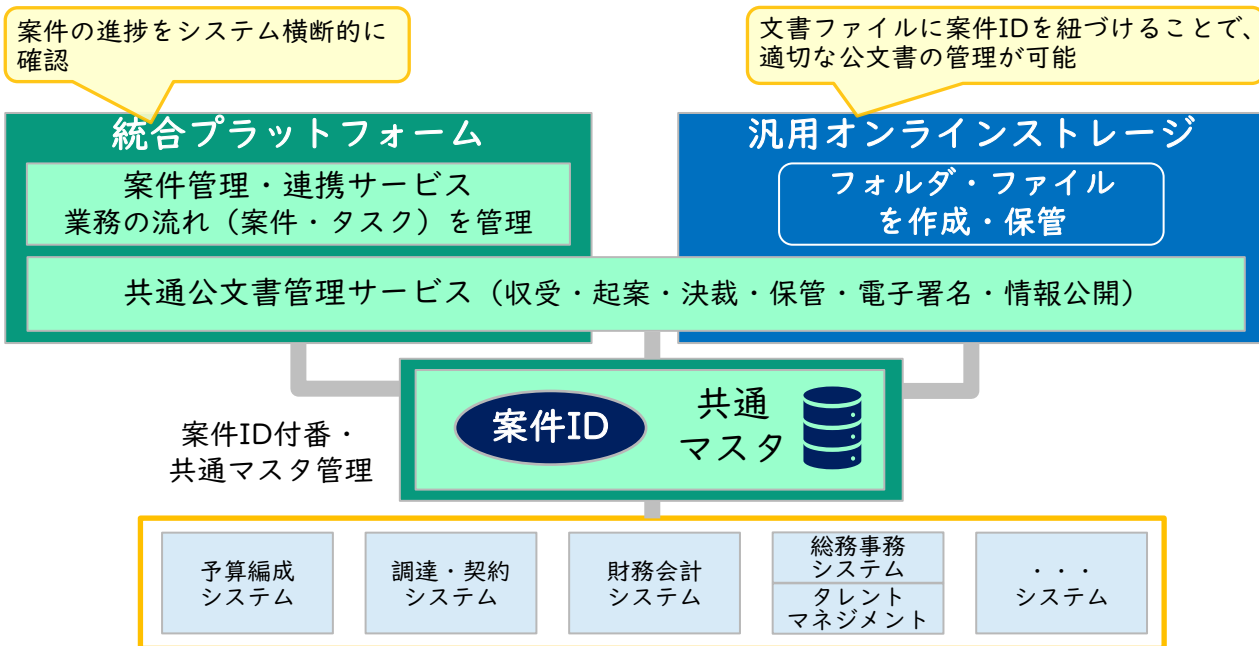 案件の進捗をシステム横断的に
確認
文書ファイルに案件IDを紐づけることで、
適切な公文書の管理が可能
統合プラットフォーム
案件管理・連携サービス
業務の流れ（案件・タスク）を管理
汎用オンラインストレージ
フォルダ・ファイル
を作成・保管
共通公文書管理サービス（収受・起案・決裁・保管・電子署名・情報公開）
案件ID
共通
マスタ
案件ID付番・
共通マスタ管理
予算編成
システム
調達・契約
システム
財務会計
システム
総務事務
システム
タレント
マネジメント
・・・
システム